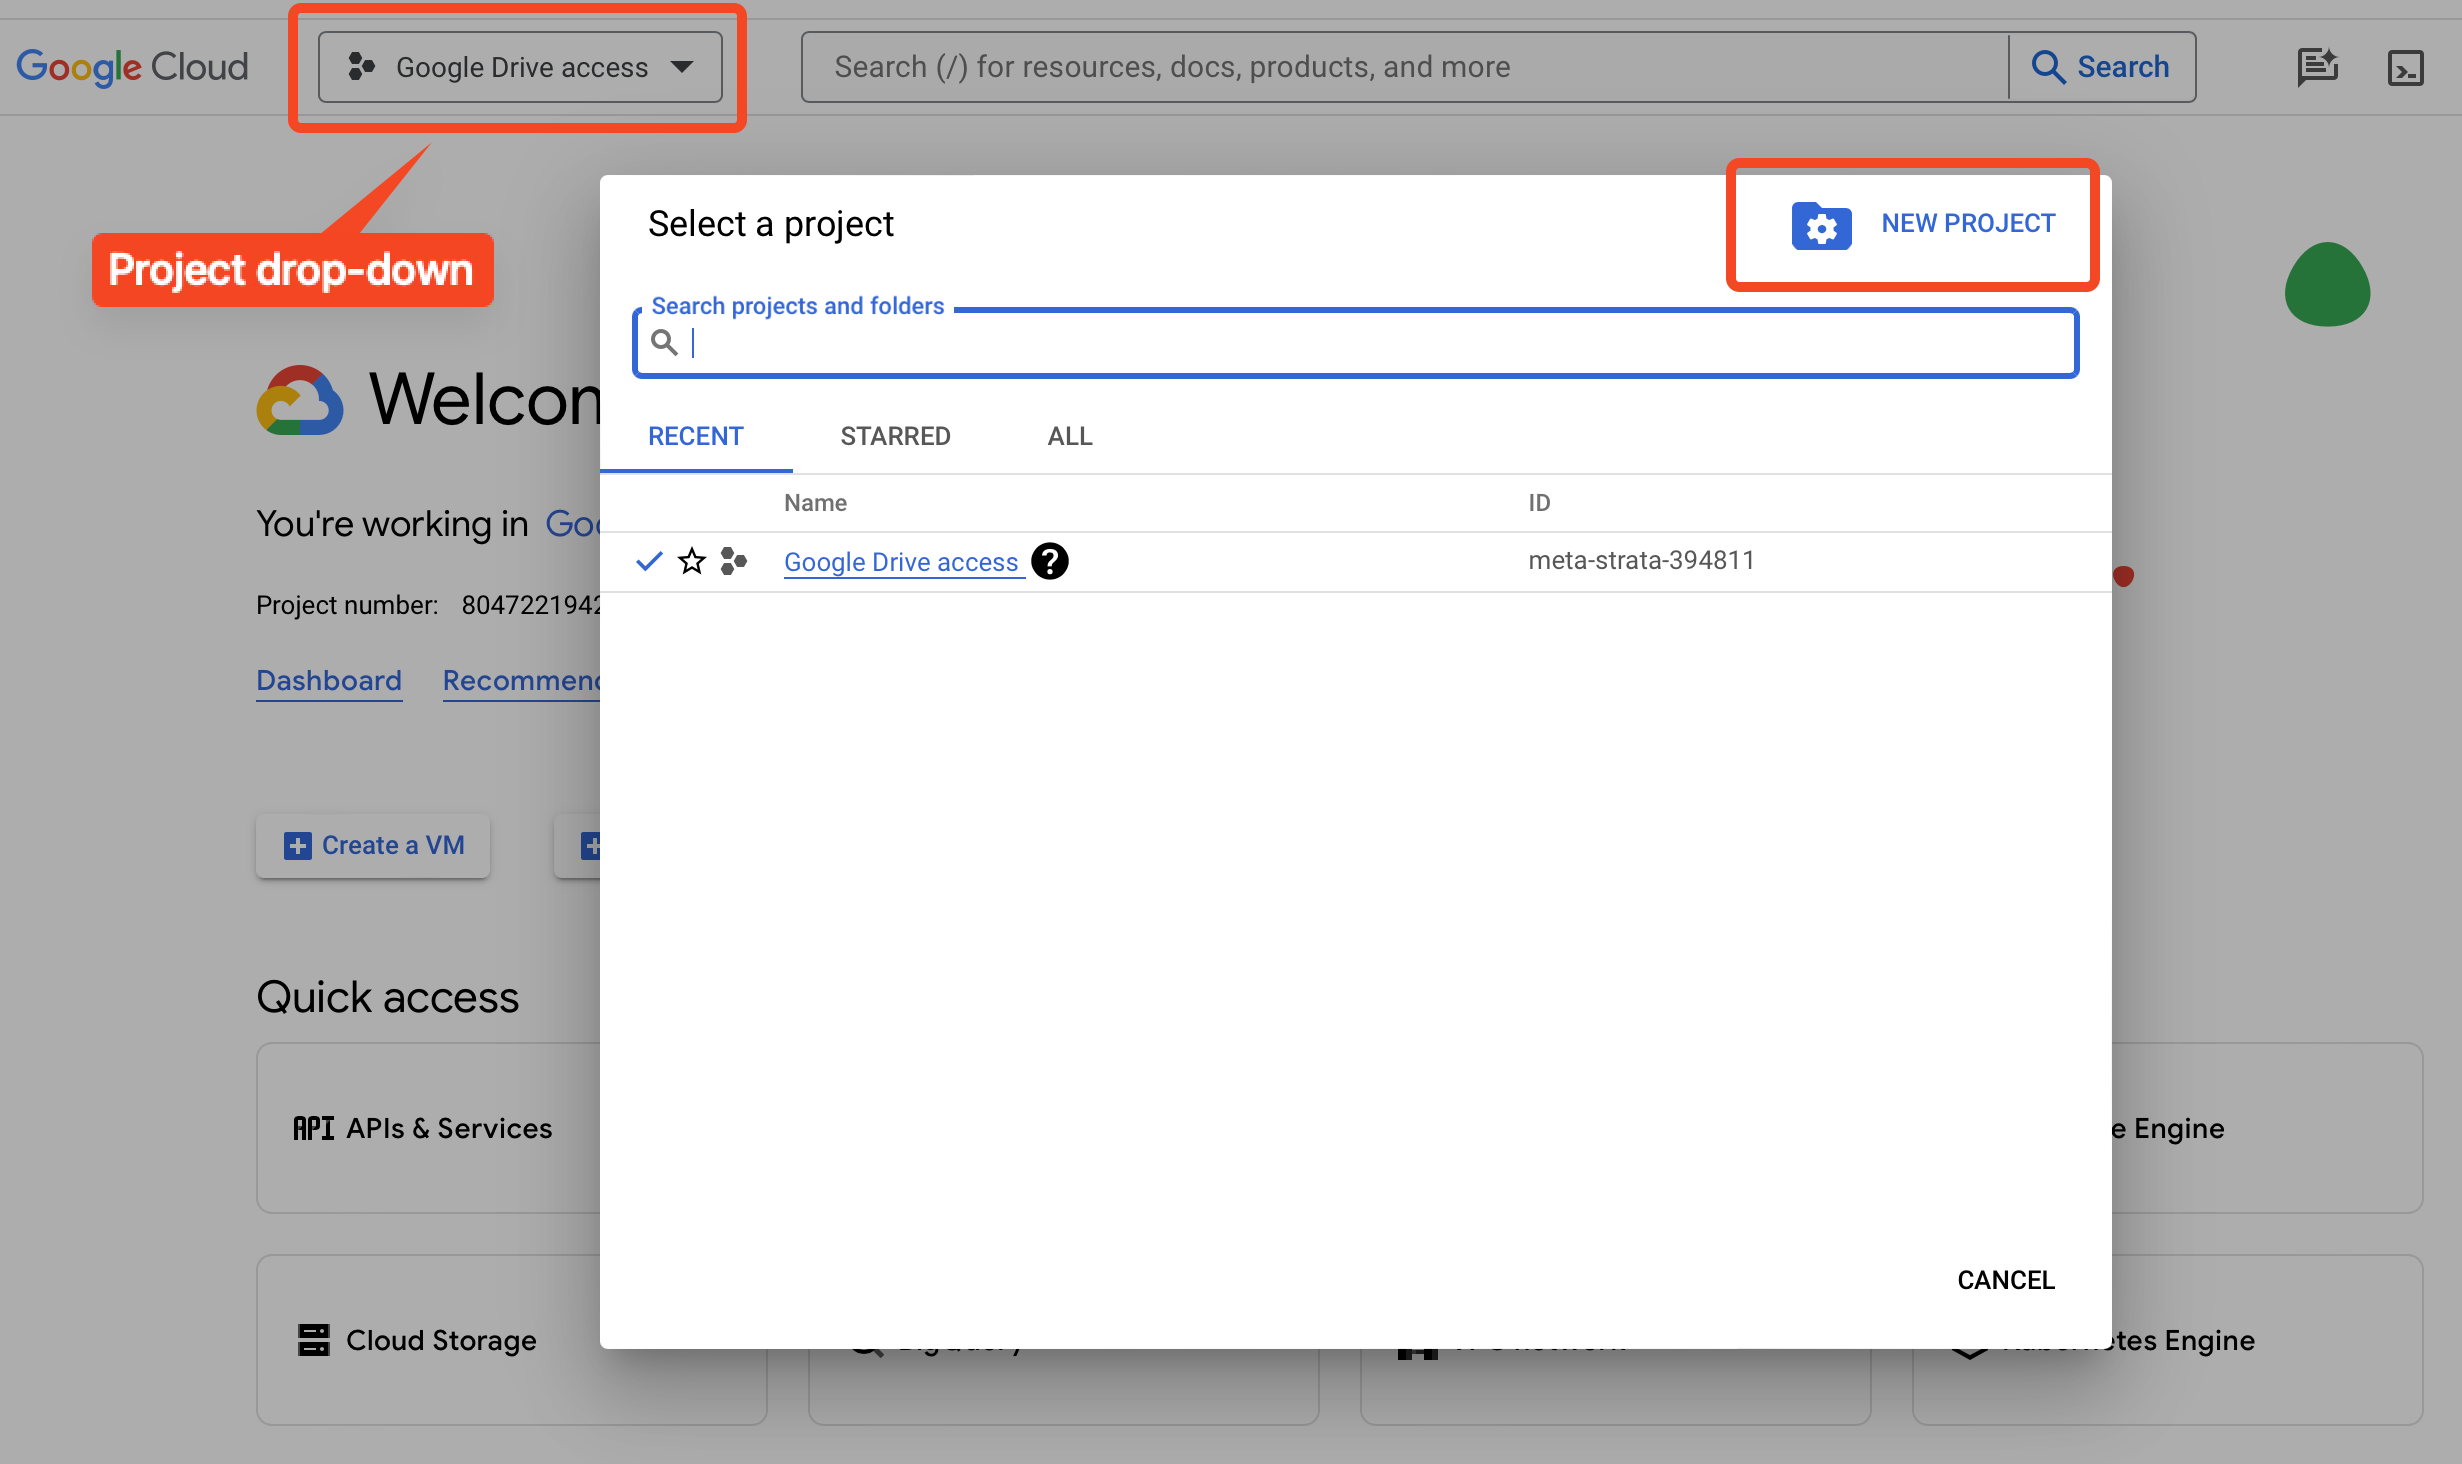 Google Cloud
Google Drive access
Search (/) for resources, docs, products, and more
Search
Project drop-down
Select a project
NEW PROJECT
Search projects and folders
Welcom
You're working in Goo
Project number: 8047221942
Dashboard Recommend
RECENT STARRED ALL
Name ID
Google Drive access ? meta-strata-394811
Create a VM
Quick access
API APIs & Services
e Engine
CANCEL
Cloud Storage
Kubernetes Engine